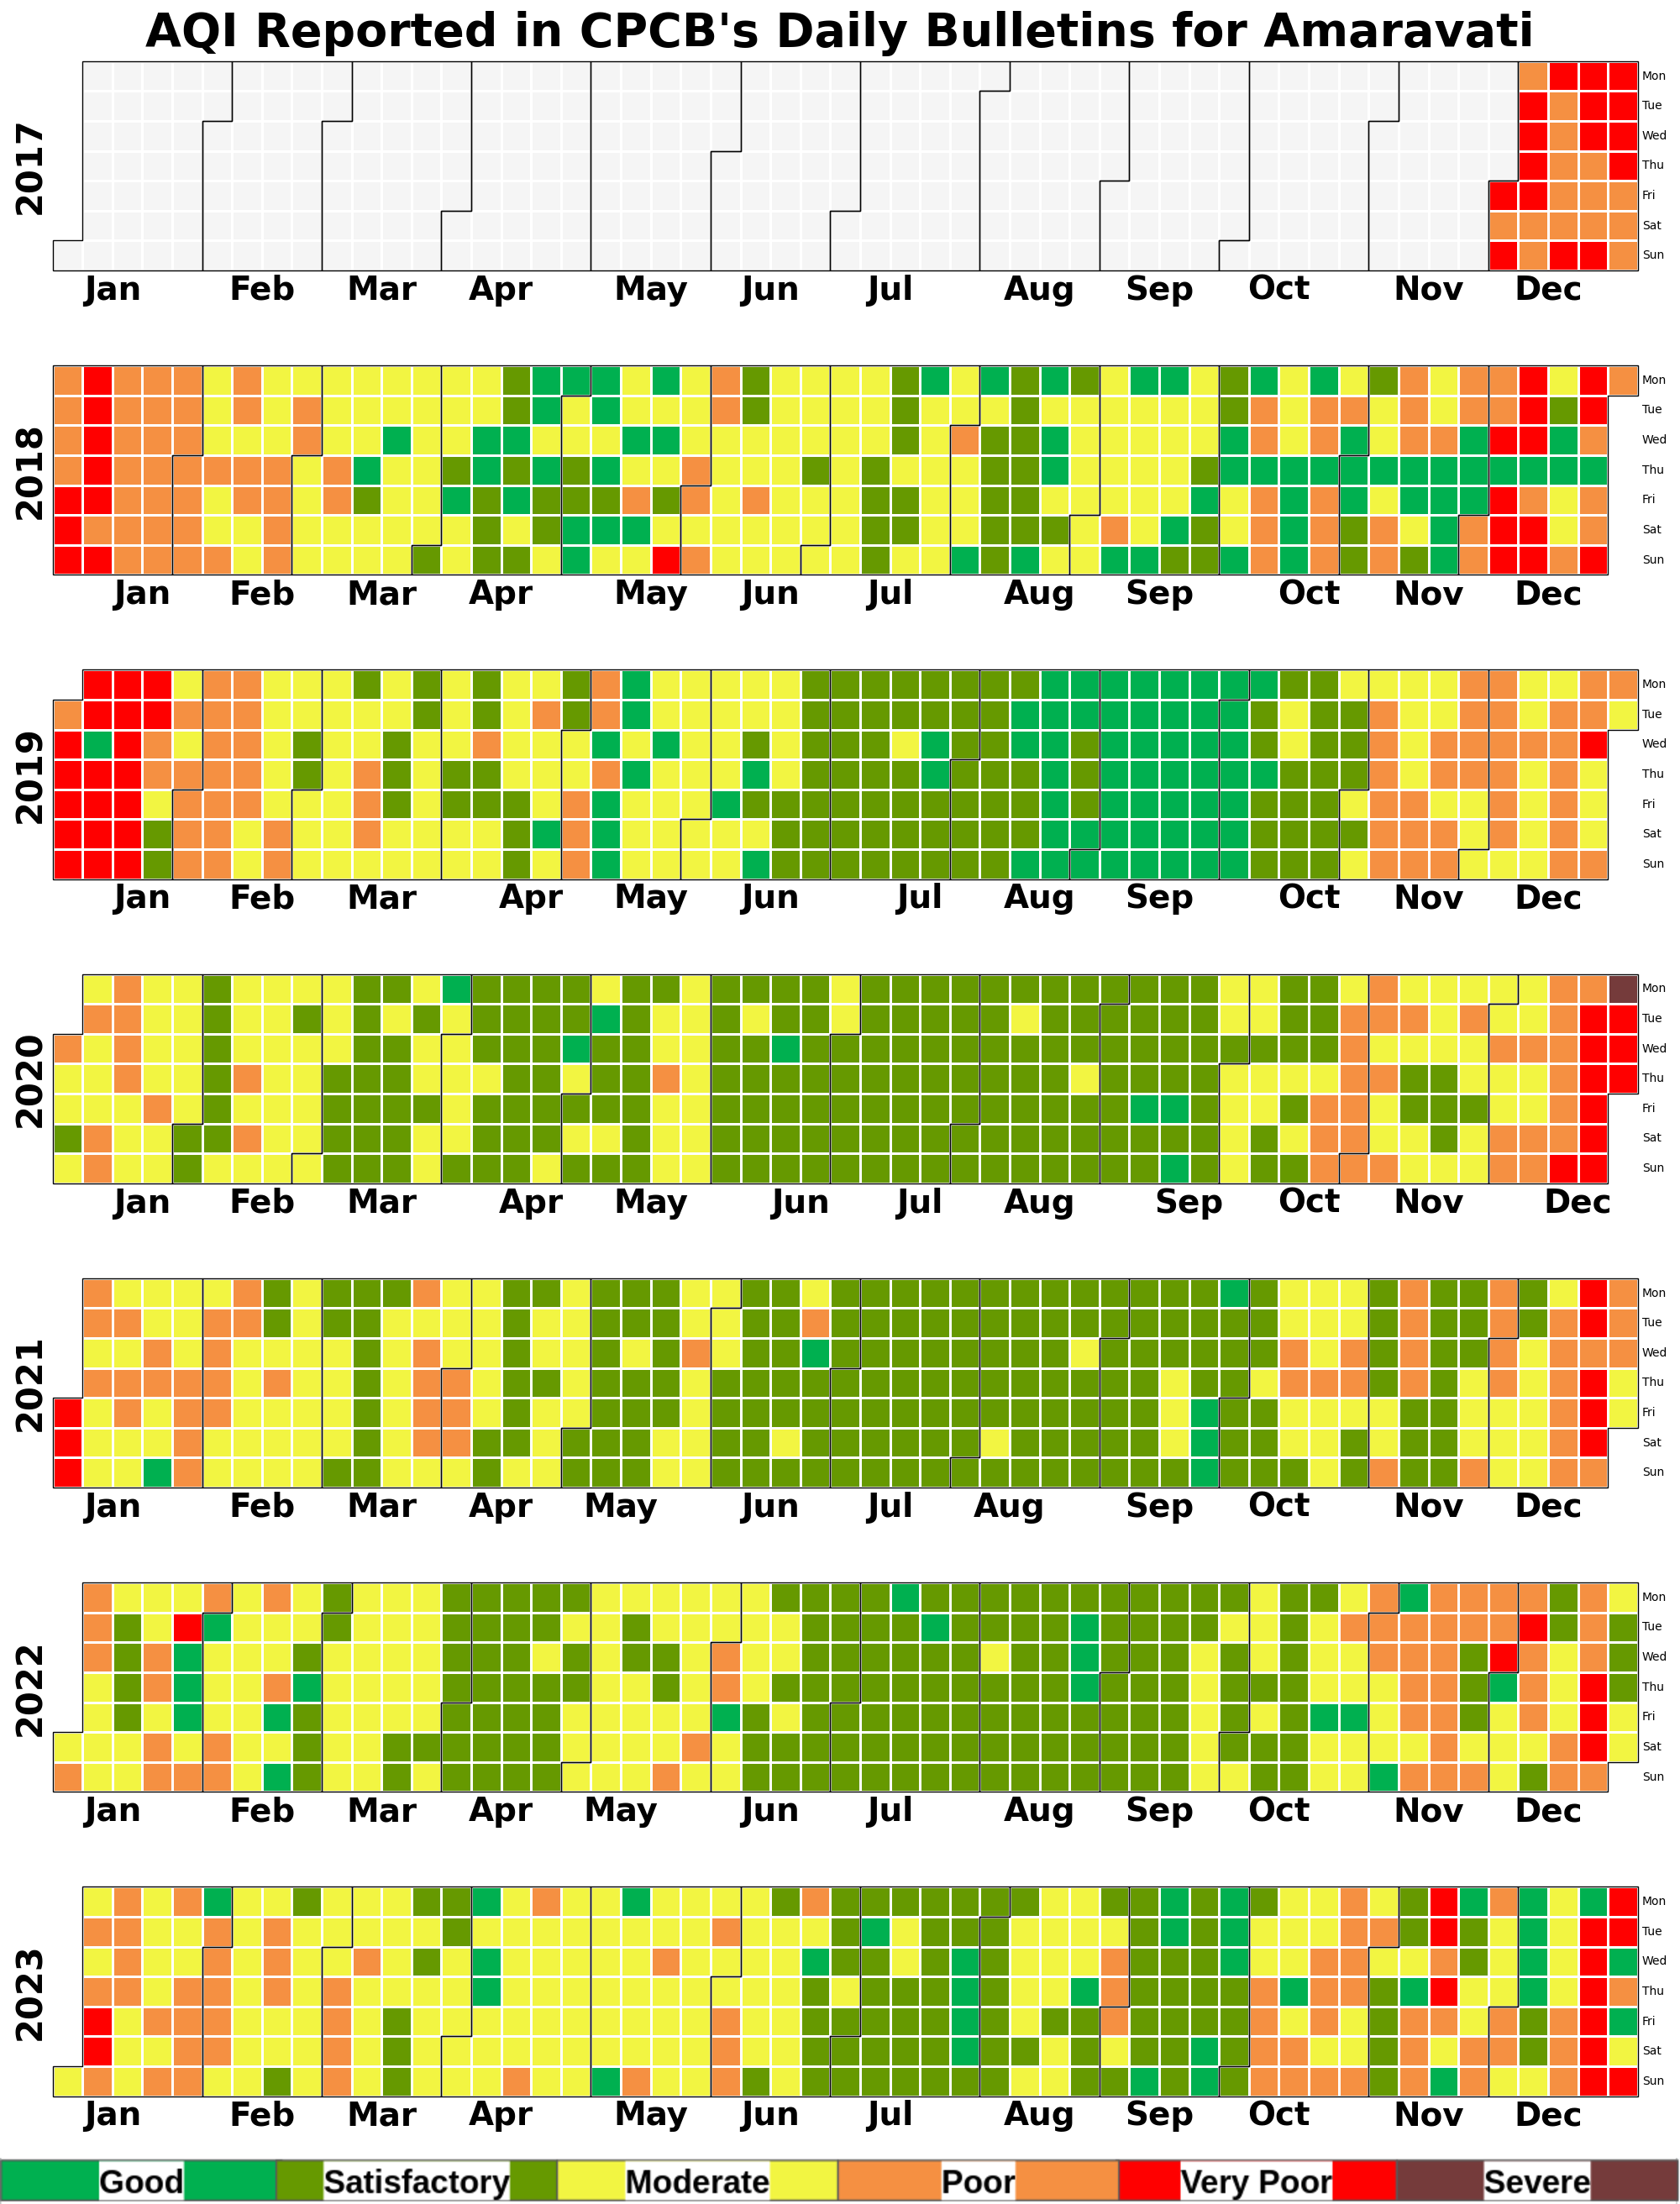 AQI Reported in CPCB's Daily Bulletins for Amaravati
2017
Mon
Tue
Wed
Thu
Fri
Sat
Sun
Jan Feb Mar Apr May Jun Jul Aug Sep Oct Nov Dec
2018
Mon
Tue
Wed
Thu
Fri
Sat
Sun
Jan Feb Mar Apr May Jun Jul Aug Sep Oct Nov Dec
2019
Mon
Tue
Wed
Thu
Fri
Sat
Sun
Jan Feb Mar Apr May Jun Jul Aug Sep Oct Nov Dec
2020
Mon
Tue
Wed
Thu
Fri
Sat
Sun
Jan Feb Mar Apr May Jun Jul Aug Sep Oct Nov Dec
2021
Mon
Tue
Wed
Thu
Fri
Sat
Sun
Jan Feb Mar Apr May Jun Jul Aug Sep Oct Nov Dec
2022
Mon
Tue
Wed
Thu
Fri
Sat
Sun
Jan Feb Mar Apr May Jun Jul Aug Sep Oct Nov Dec
2023
Mon
Tue
Wed
Thu
Fri
Sat
Sun
Jan Feb Mar Apr May Jun Jul Aug Sep Oct Nov Dec
Good Satisfactory Moderate Poor Very Poor Severe